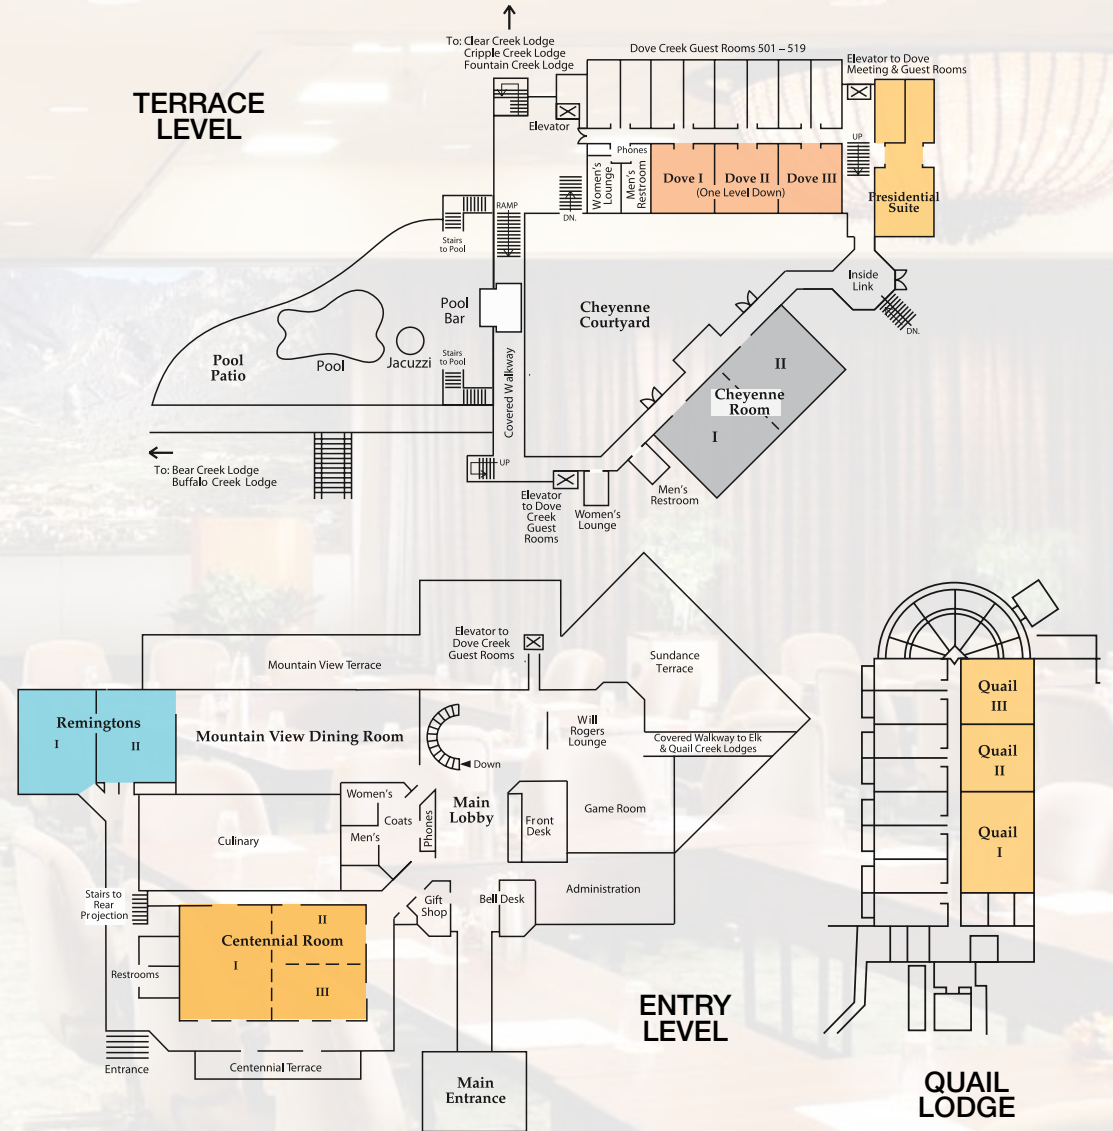 To: Clear Creek Lodge
Cripple Creek Lodge
Fountain Creek Lodge
Dove Creek Guest Rooms 501 – 519
Elevator to Dove
Meeting & Guest Rooms
TERRACE
LEVEL
Elevator
Phones
UP
Women's
Lounge
Men's
Restroom
Dove I
Dove II
Dove III
(One Level Down)
Presidential
Suite
RAMP
DN.
Stairs
to Pool
Inside
Link
Pool
Bar
Cheyenne
Courtyard
DN.
Pool
Patio
Pool
Jacuzzi
Stairs
to Pool
Covered Walkway
II
Cheyenne
Room
I
To: Bear Creek Lodge
Buffalo Creek Lodge
UP
Elevator
to Dove
Creek
Guest
Rooms
Women's
Lounge
Men's
Restroom
Elevator to
Dove Creek
Guest Rooms
Mountain View Terrace
Sundance
Terrace
Remingtons
I
II
Mountain View Dining Room
Will
Rogers
Lounge
Covered Walkway to Elk
& Quail Creek Lodges
Down
Women's
Coats
Men's
Phones
Main
Lobby
Front
Desk
Game Room
Culinary
Stairs to
Rear
Projection
Gift
Shop
Bell Desk
Administration
Centennial Room
I
II
III
Restrooms
Entrance
Centennial Terrace
Main
Entrance
ENTRY
LEVEL
Quail
III
Quail
II
Quail
I
QUAIL
LODGE